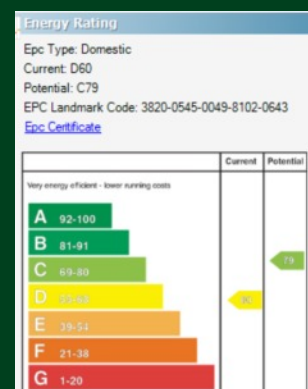 Energy Rating
Epc Type: Domestic
Current: D60
Potential: C79
EPC Landmark Code: 3820-0545-0049-8102-0643
Epc Certificate
Current Potential
Very energy efficient - lower running costs
A 92-100
B 81-91
C 69-80
79
D
E 39-54
F 21-38
G 1-20